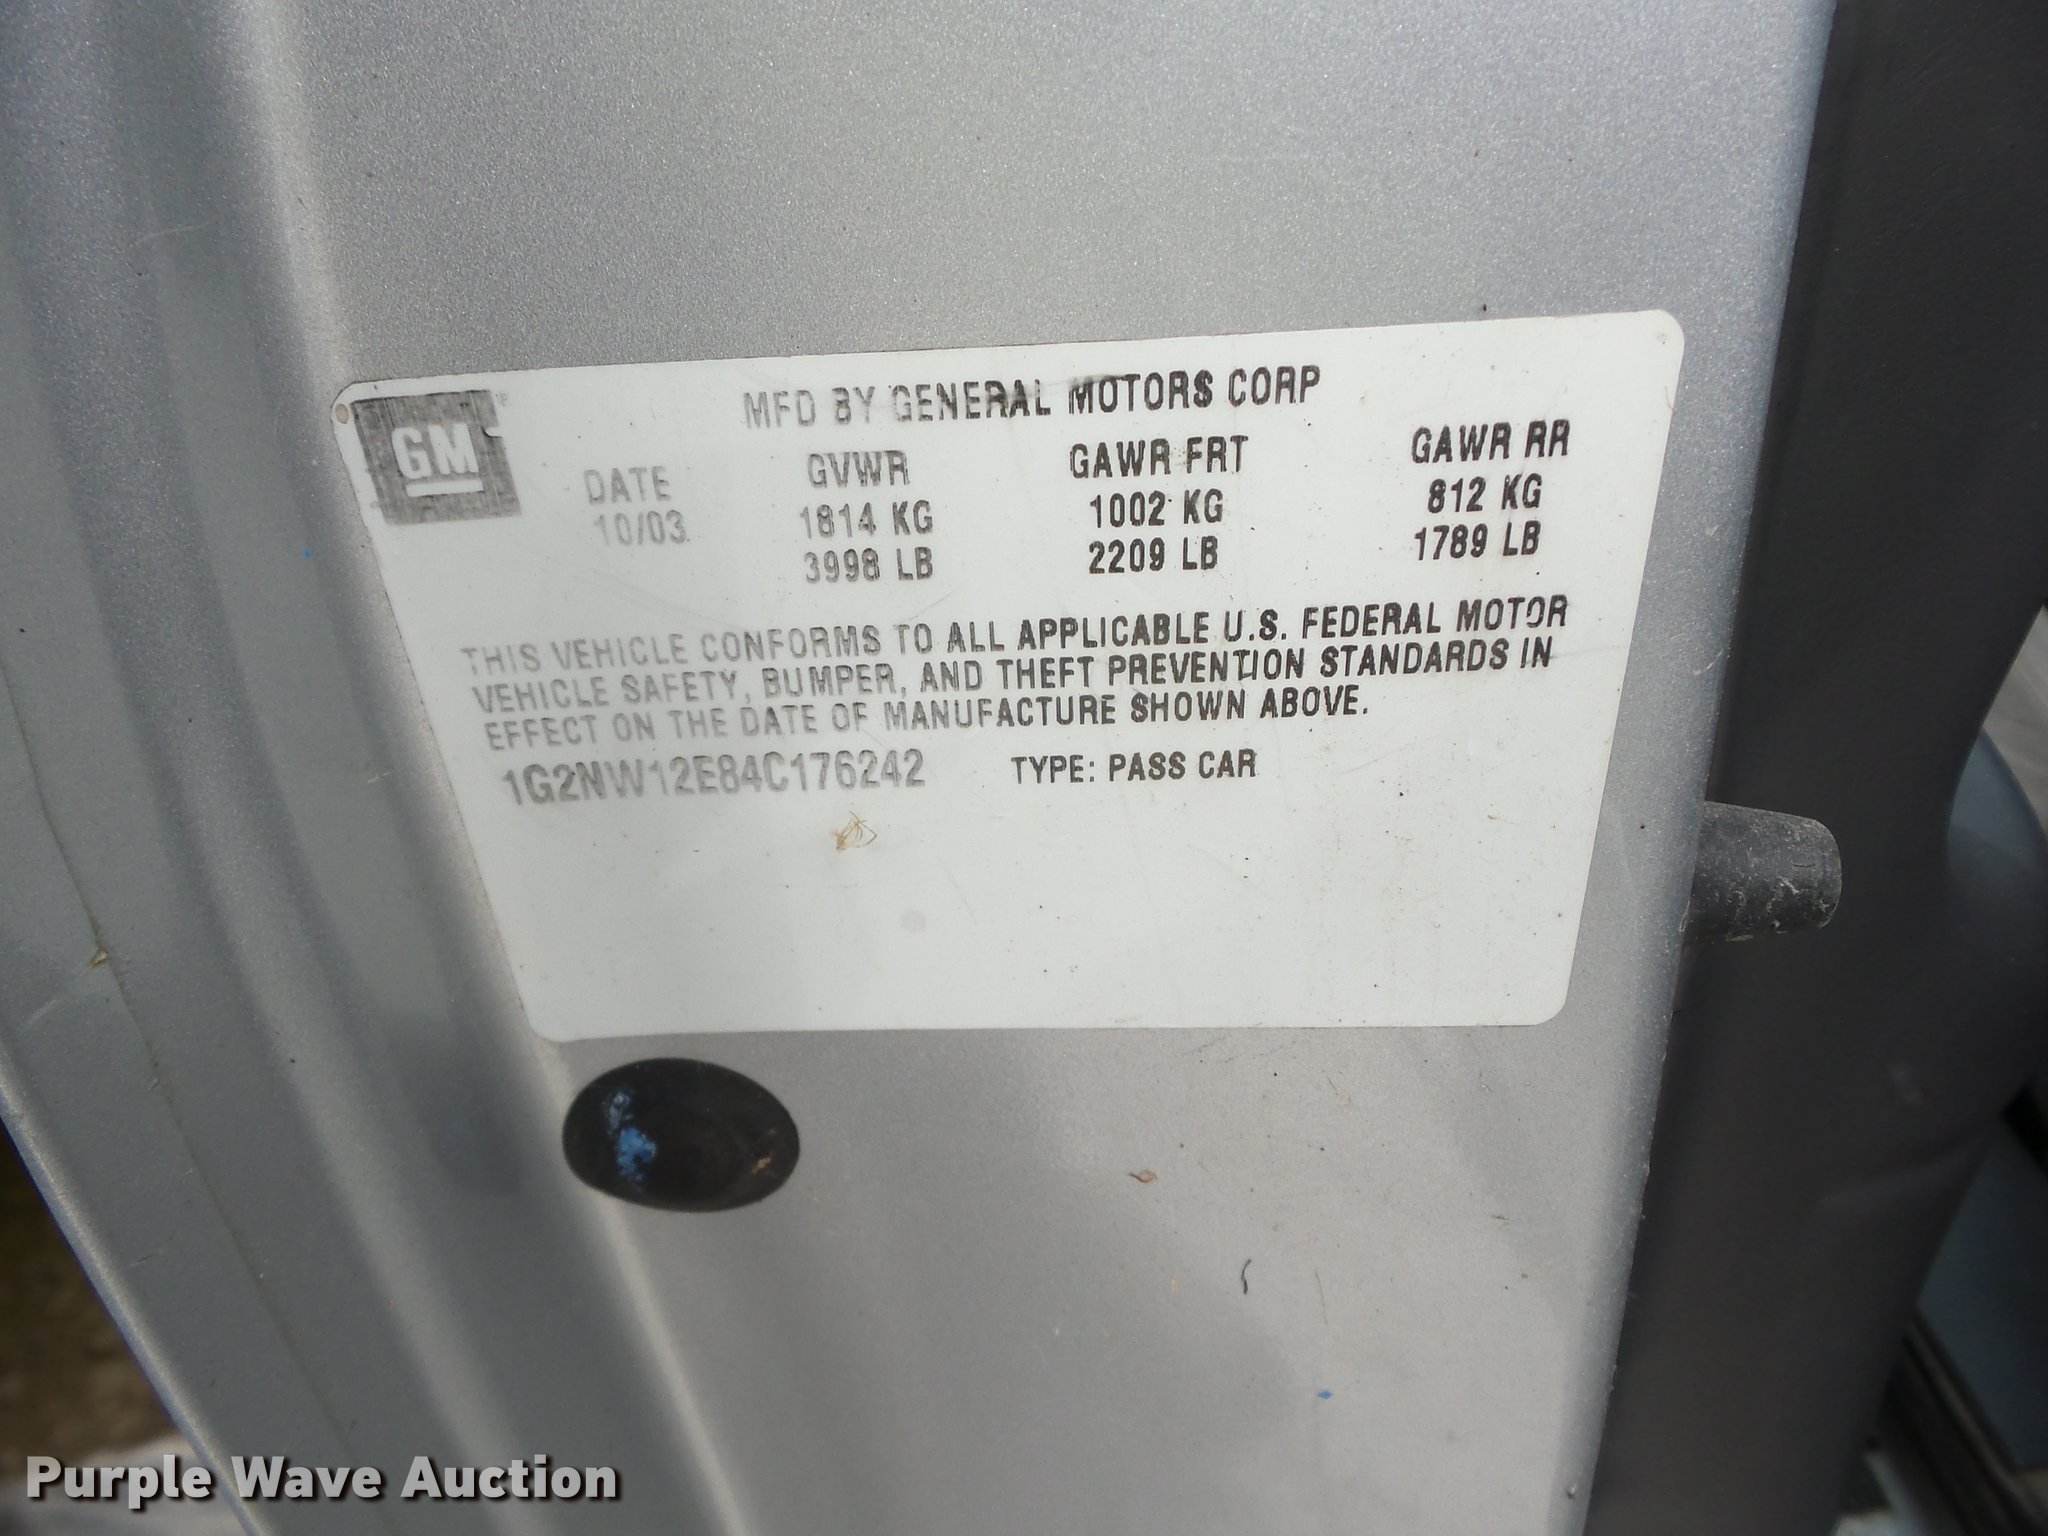 GM
MFD BY GENERAL MOTORS CORP
DATE GVWR GAWR FRT GAWR RR
10/03 1814 KG 1002 KG 812 KG
3998 LB 2209 LB 1789 LB
THIS VEHICLE CONFORMS TO ALL APPLICABLE U.S. FEDERAL MOTOR
VEHICLE SAFETY, BUMPER, AND THEFT PREVENTION STANDARDS IN
EFFECT ON THE DATE OF MANUFACTURE SHOWN ABOVE.
1G2NW12E84C176242 TYPE: PASS CAR
Purple Wave Auction